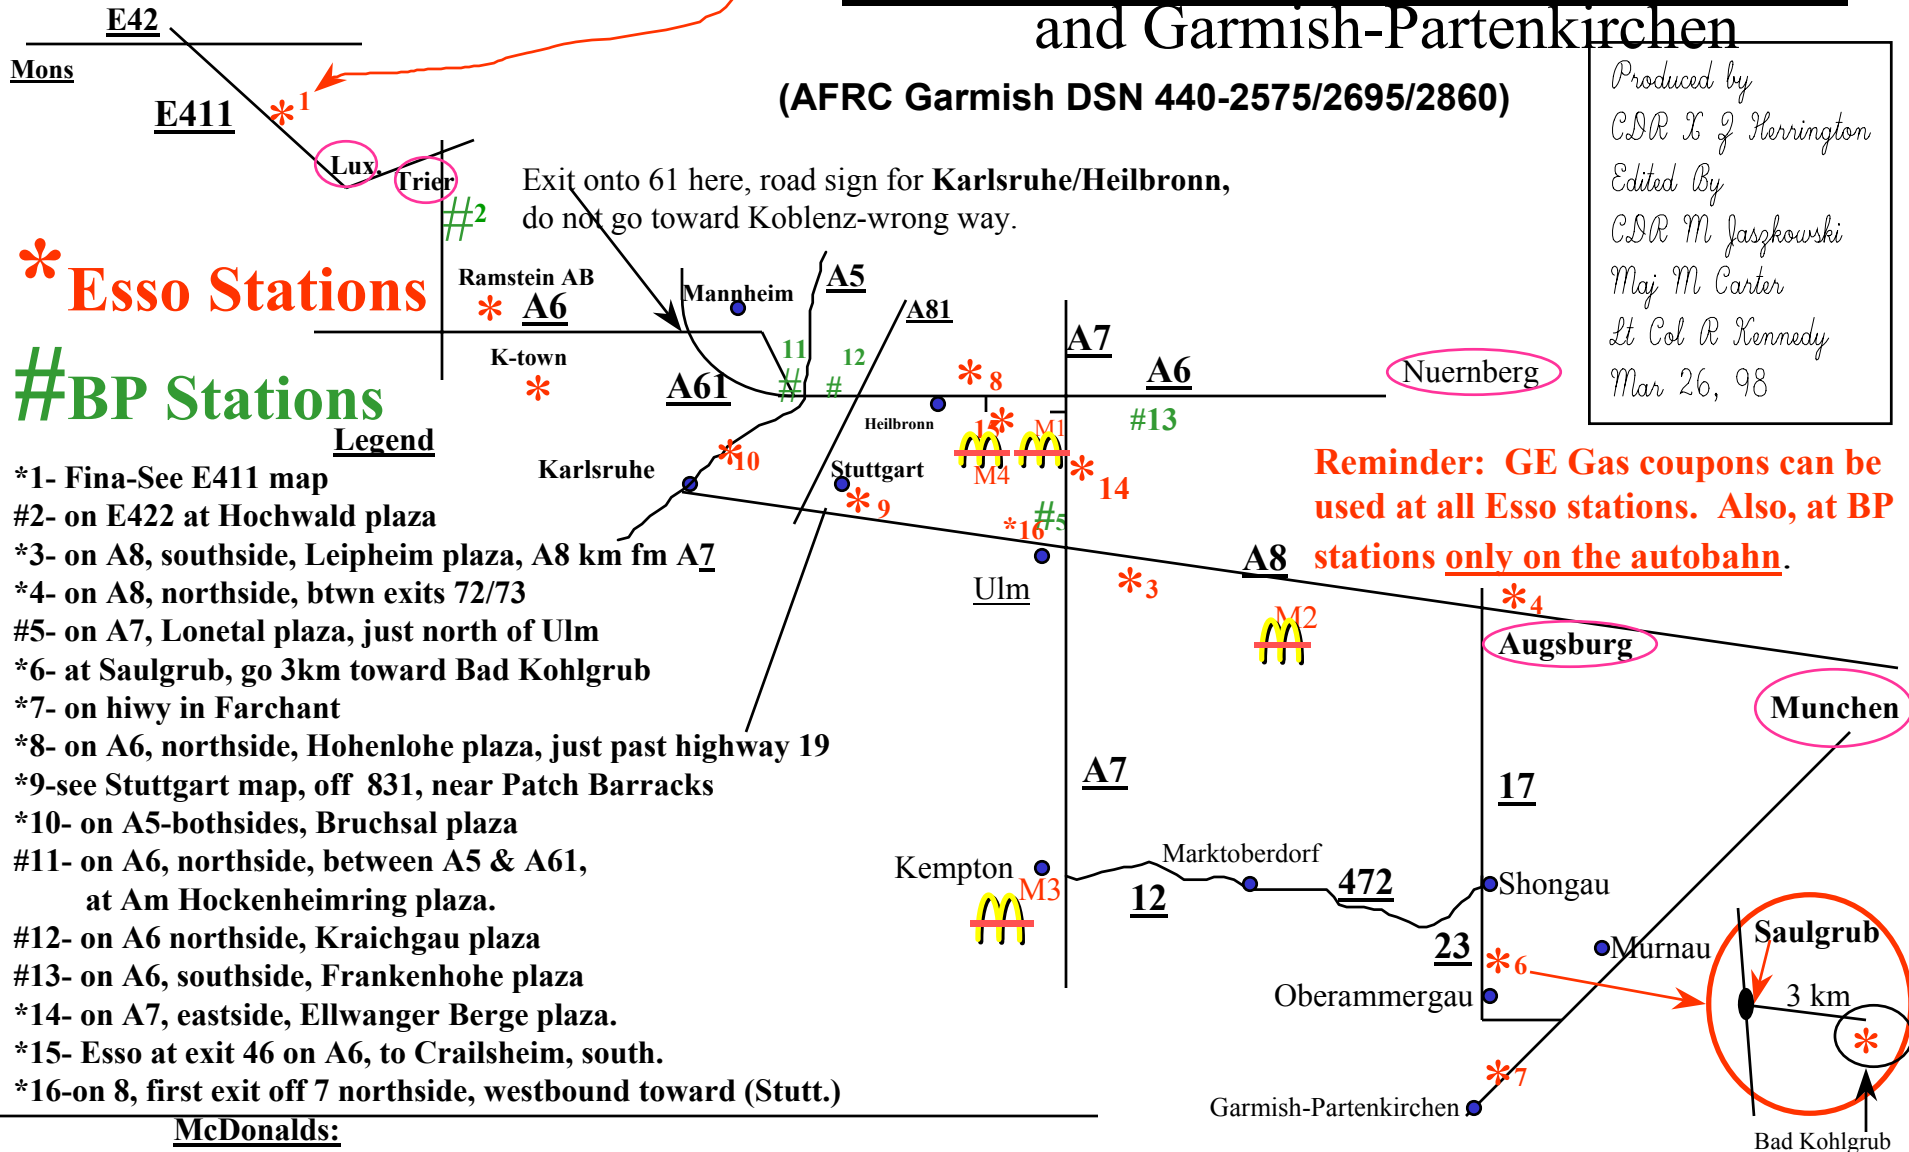 and Garmish-Partenkirchen
(AFRC Garmish DSN 440-2575/2695/2860)
Produced by
CDR X J Herrington
Edited By
CDR M Jaszkowski
Maj M Carter
Lt Col R Kennedy
Mar 26, 98
E42
Mons
E411
*1
Lux.
Trier
#2
Exit onto 61 here, road sign for Karlsruhe/Heilbronn,
do not go toward Koblenz-wrong way.
*Esso Stations
#BP Stations
Ramstein AB
*
A6
K-town
*
Mannheim
A5
A81
A61
11
#
12
#
A7
A6
Nuernberg
* 8
#13
Heilbronn
15*
M1
M4
Karlsruhe
*10
Stuttgart
* 9
* 14
#5
*16
Ulm
A8
* 3
M2
* 4
Augsburg
Munchen
Reminder: GE Gas coupons can be
used at all Esso stations. Also, at BP
stations only on the autobahn.
Legend
*1- Fina-See E411 map
#2- on E422 at Hochwald plaza
*3- on A8, southside, Leipheim plaza, A8 km fm A7
*4- on A8, northside, btwn exits 72/73
#5- on A7, Lonetal plaza, just north of Ulm
*6- at Saulgrub, go 3km toward Bad Kohlgrub
*7- on hiwy in Farchant
*8- on A6, northside, Hohenlohe plaza, just past highway 19
*9-see Stuttgart map, off 831, near Patch Barracks
*10- on A5-bothsides, Bruchsal plaza
#11- on A6, northside, between A5 & A61,
at Am Hockenheimring plaza.
#12- on A6 northside, Kraichgau plaza
#13- on A6, southside, Frankenhohe plaza
*14- on A7, eastside, Ellwanger Berge plaza.
*15- Esso at exit 46 on A6, to Crailsheim, south.
*16-on 8, first exit off 7 northside, westbound toward (Stutt.)
McDonalds:
A7
17
Kempton
M3
Marktoberdorf
12
472
Shongau
23
*6
Murnau
Oberammergau
*7
Garmish-Partenkirchen
Saulgrub
3 km
*
Bad Kohlgrub